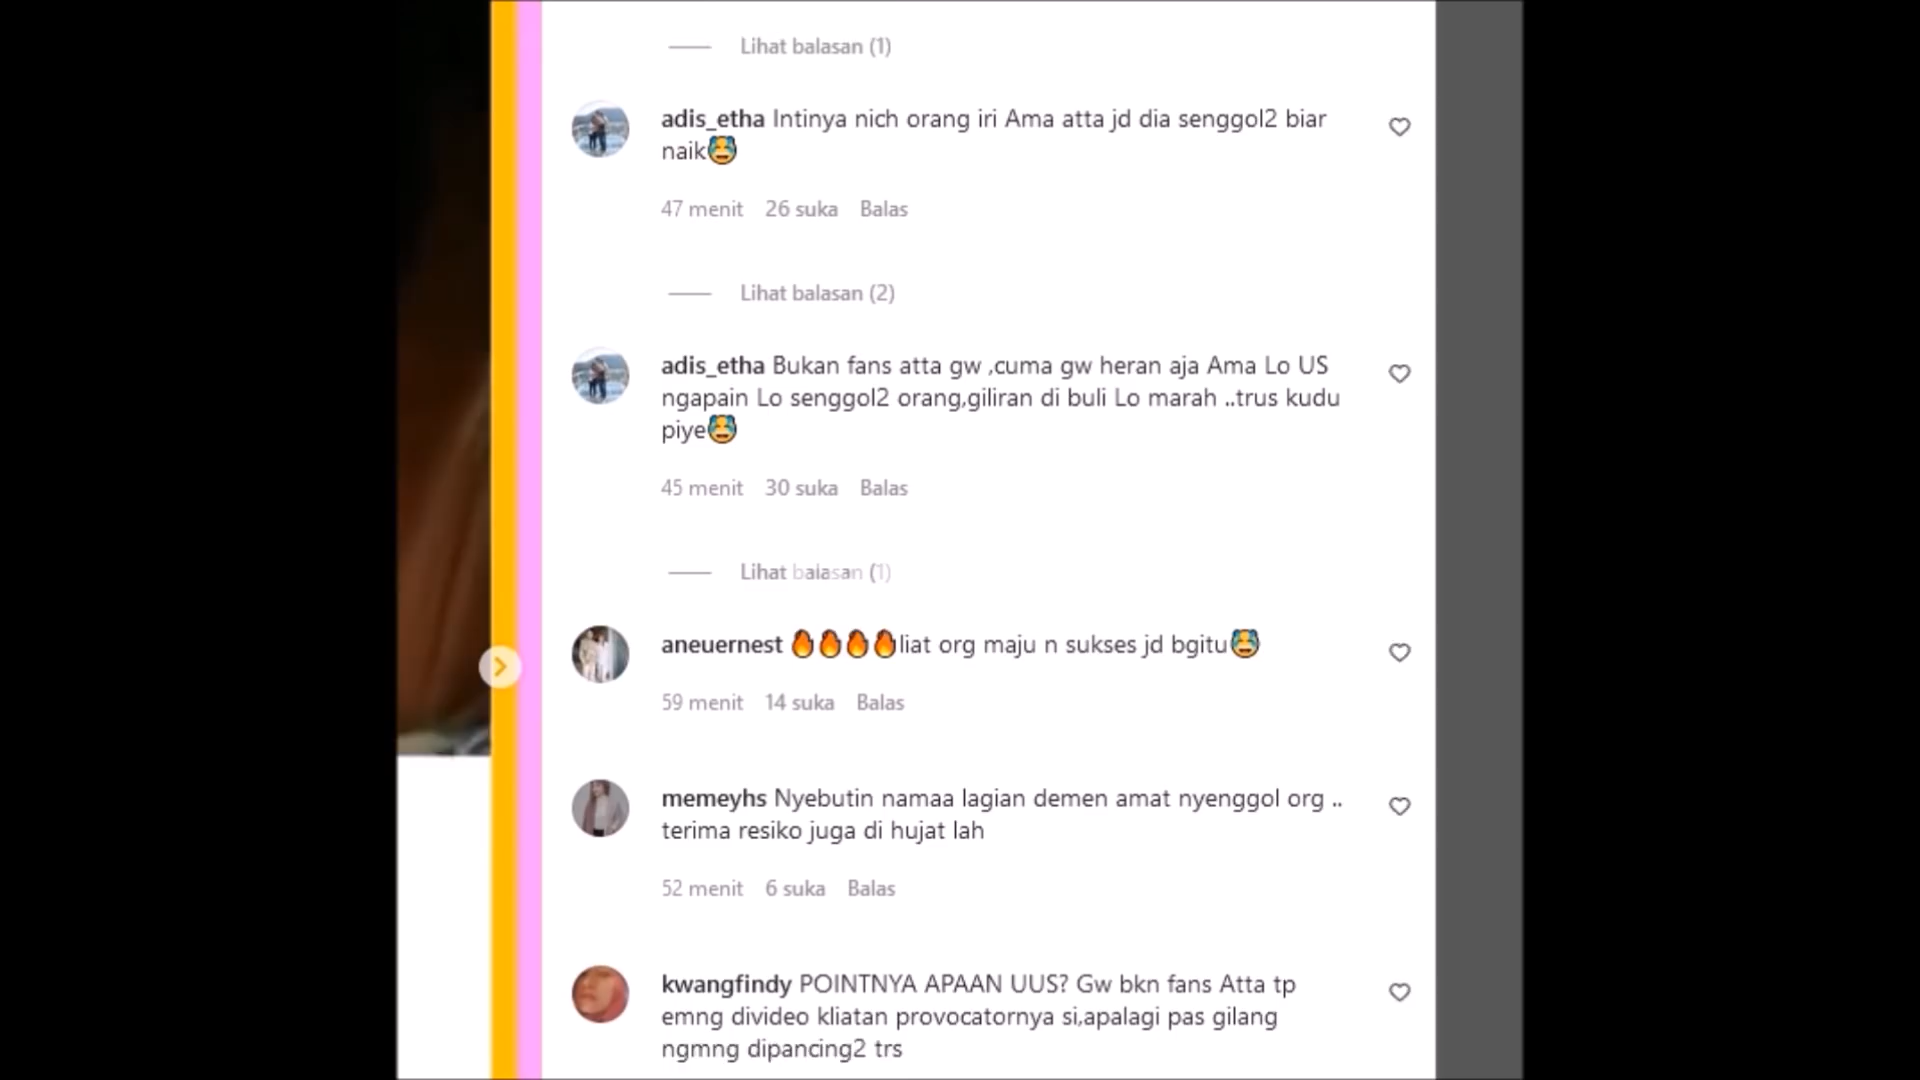 Lihat balasan (1)
adis_etha Intinya nich orang iri Ama atta jd dia senggol2 biar
naik😹
47 menit 26 suka Balas
Lihat balasan (2)
adis_etha Bukan fans atta gw ,cuma gw heran aja Ama Lo US
ngapain Lo senggol2 orang,giliran di buli Lo marah ..trus kudu
piye😹
45 menit 30 suka Balas
Lihat balasan (1)
aneuernest 🔥🔥🔥🔥liat org maju n sukses jd bgitu😹
59 menit 14 suka Balas
memeyhs Nyebutin namaa lagian demen amat nyenggol org ..
terima resiko juga di hujat lah
52 menit 6 suka Balas
kwangfindy POINTNYA APAAN UUS? Gw bkn fans Atta tp
emng divideo kliatan provocatornya si,apalagi pas gilang
ngmng dipancing2 trs